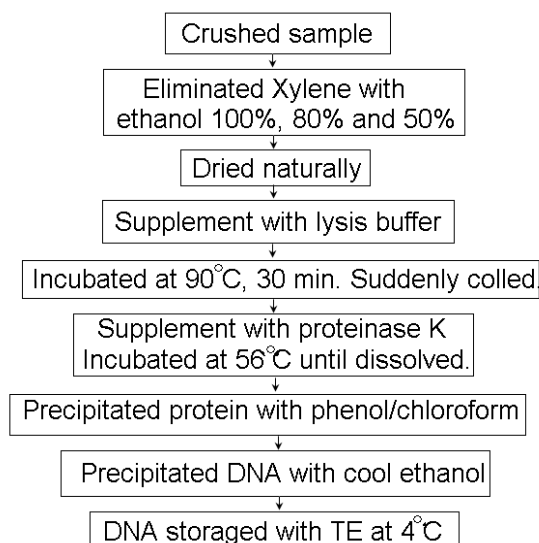 Crushed sample
Eliminated Xylene with
ethanol 100%, 80% and 50%
Dried naturally
Supplement with lysis buffer
Incubated at 90°C, 30 min. Suddenly colled.
Supplement with proteinase K
Incubated at 56°C until dissolved.
Precipitated protein with phenol/chloroform
Precipitated DNA with cool ethanol
DNA storaged with TE at 4°C